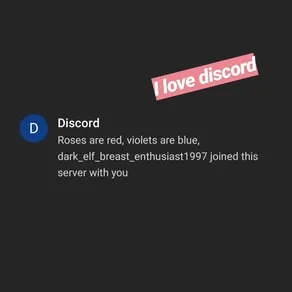 I love discord
D
Discord
Roses are red, violets are blue,
dark_elf_breast_enthusiast1997 joined this
server with you